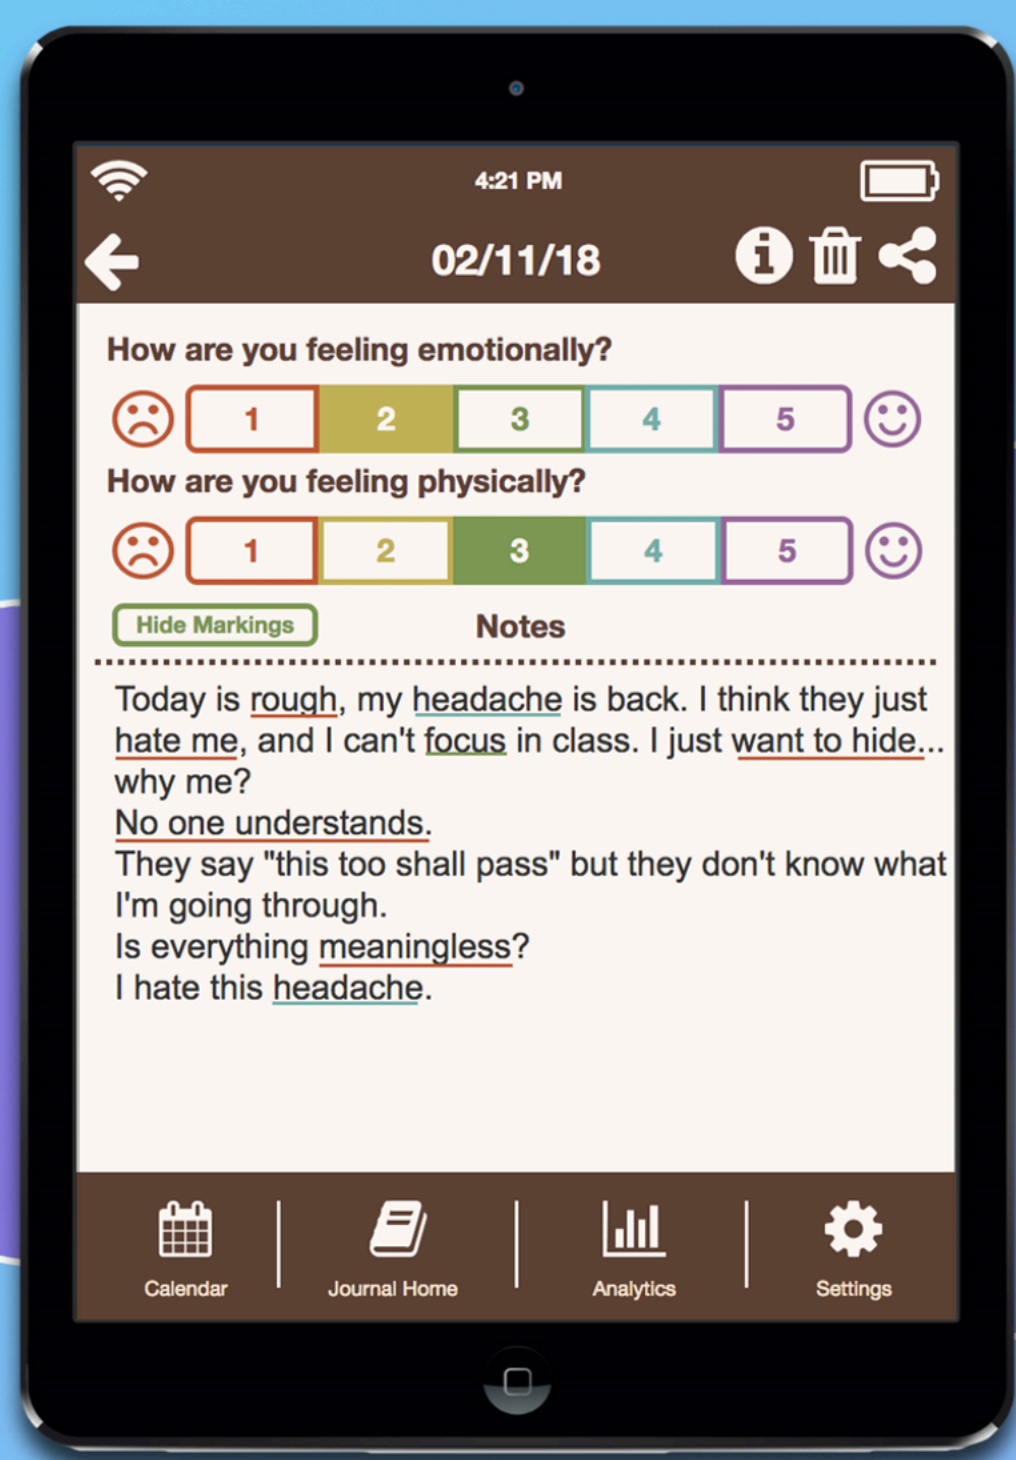 4:21 PM
02/11/18
How are you feeling emotionally?
1 2 3 4 5
How are you feeling physically?
1 2 3 4 5
Hide Markings
Notes
Today is rough, my headache is back. I think they just
hate me, and I can't focus in class. I just want to hide...
why me?
No one understands.
They say "this too shall pass" but they don't know what
I'm going through.
Is everything meaningless?
I hate this headache.
Calendar
Journal Home
Analytics
Settings